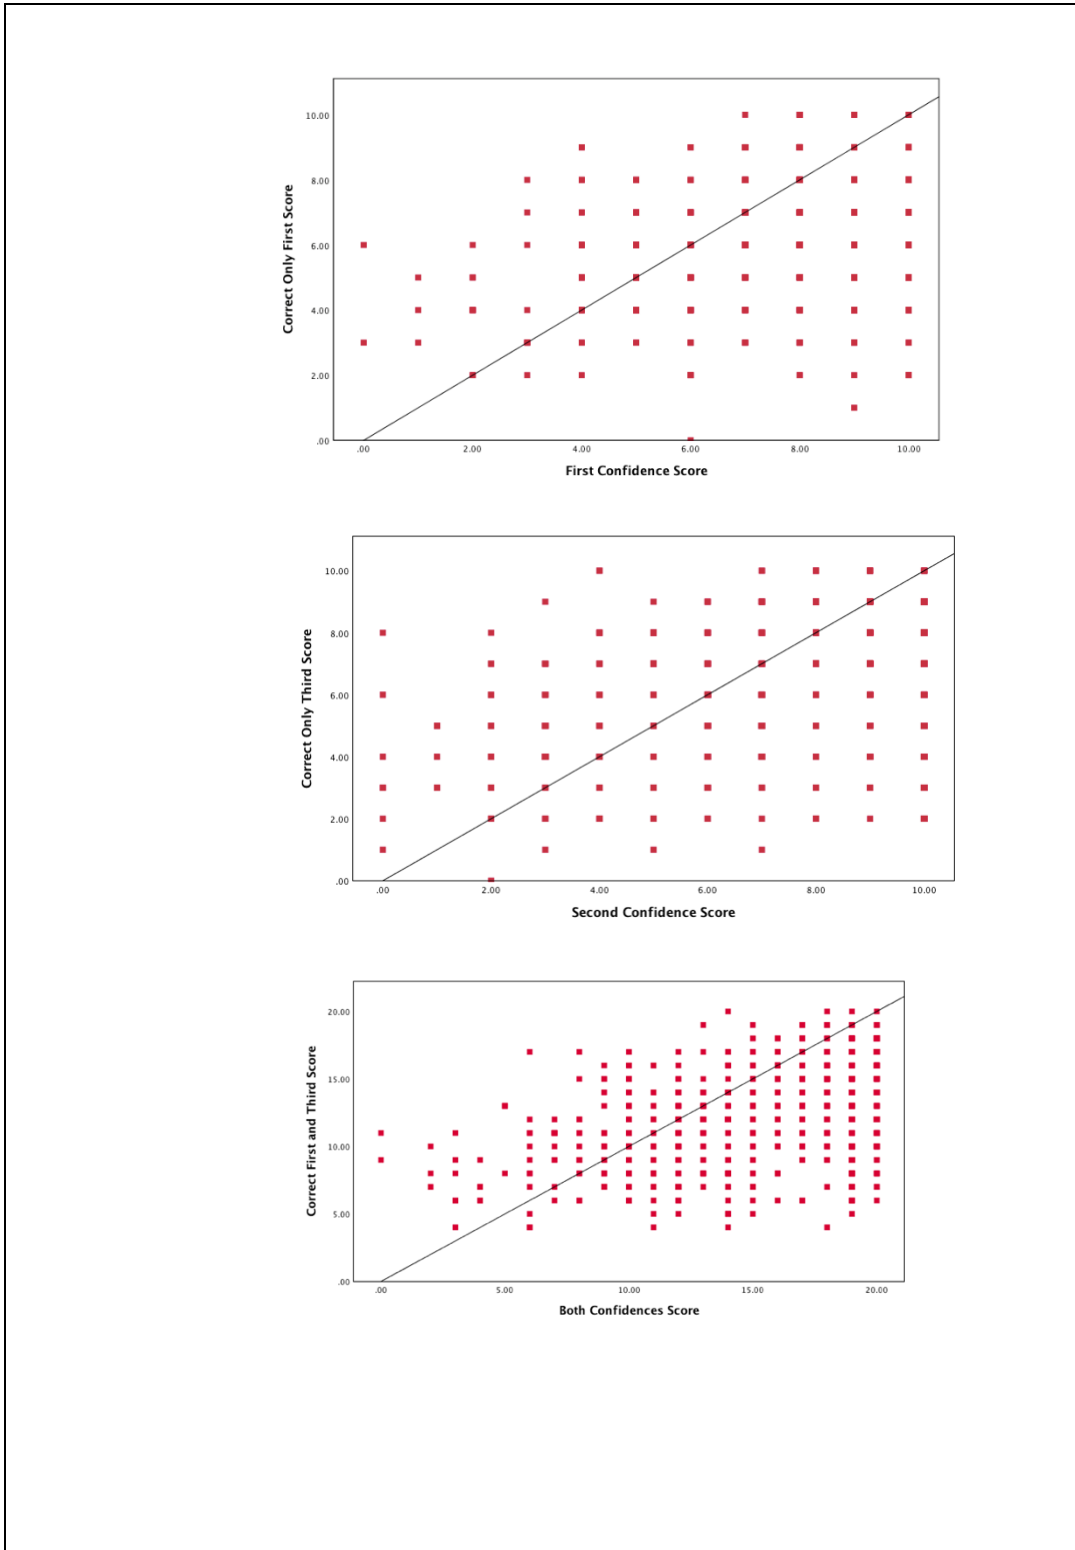 10.00
8.00
6.00
4.00
2.00
.00
Correct Only First Score
.00 2.00 4.00 6.00 8.00 10.00
First Confidence Score
10.00
8.00
6.00
4.00
2.00
.00
Correct Only Third Score
.00 2.00 4.00 6.00 8.00 10.00
Second Confidence Score
20.00
15.00
10.00
5.00
.00
Correct First and Third Score
.00 5.00 10.00 15.00 20.00
Both Confidences Score